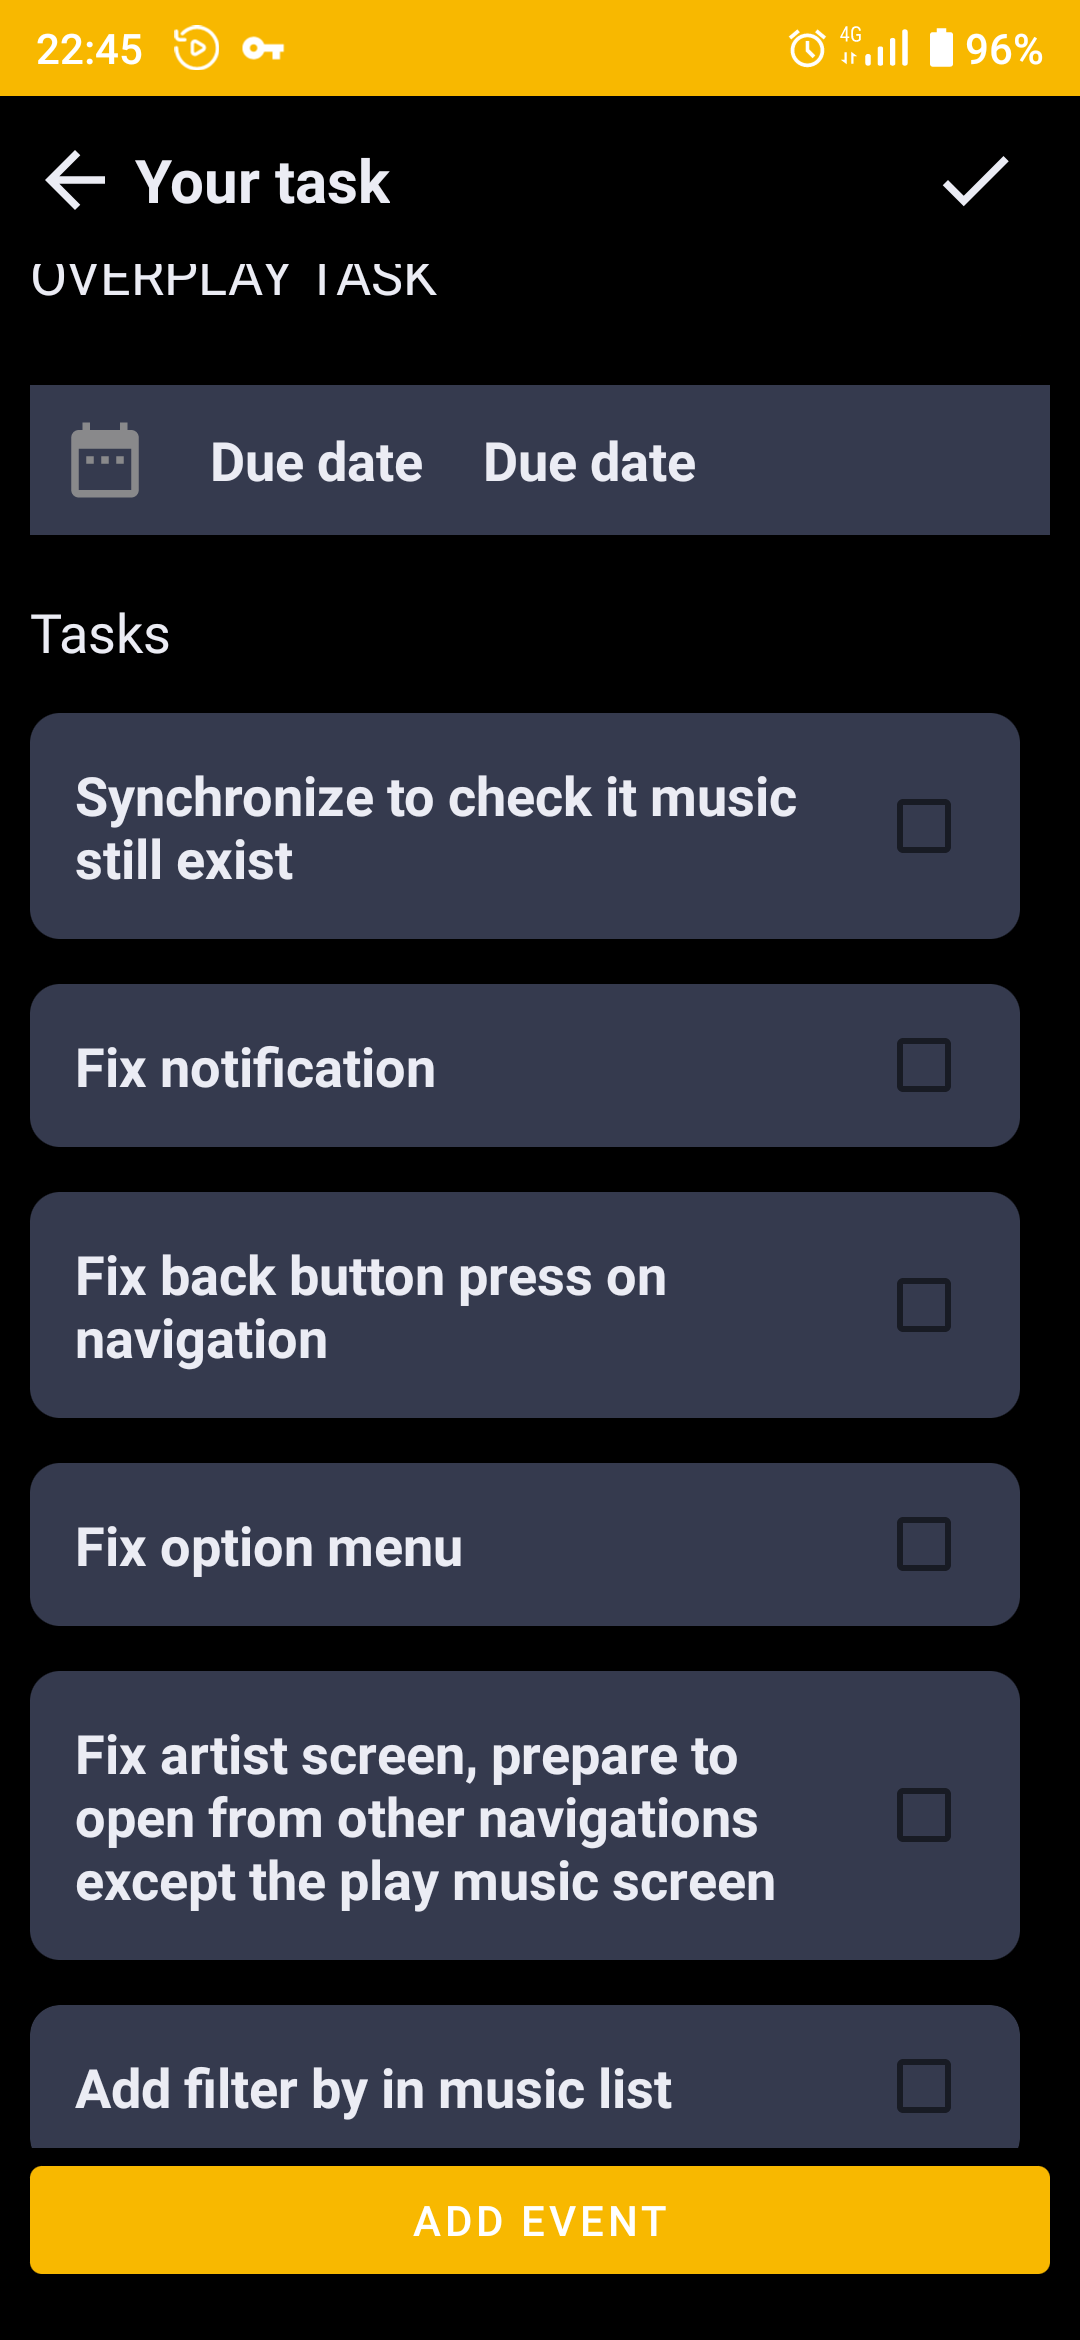 22:45
4G
96%
Your task
OVERPLAY TASK
Due date Due date
Tasks
Synchronize to check it music
still exist
Fix notification
Fix back button press on
navigation
Fix option menu
Fix artist screen, prepare to
open from other navigations
except the play music screen
Add filter by in music list
ADD EVENT